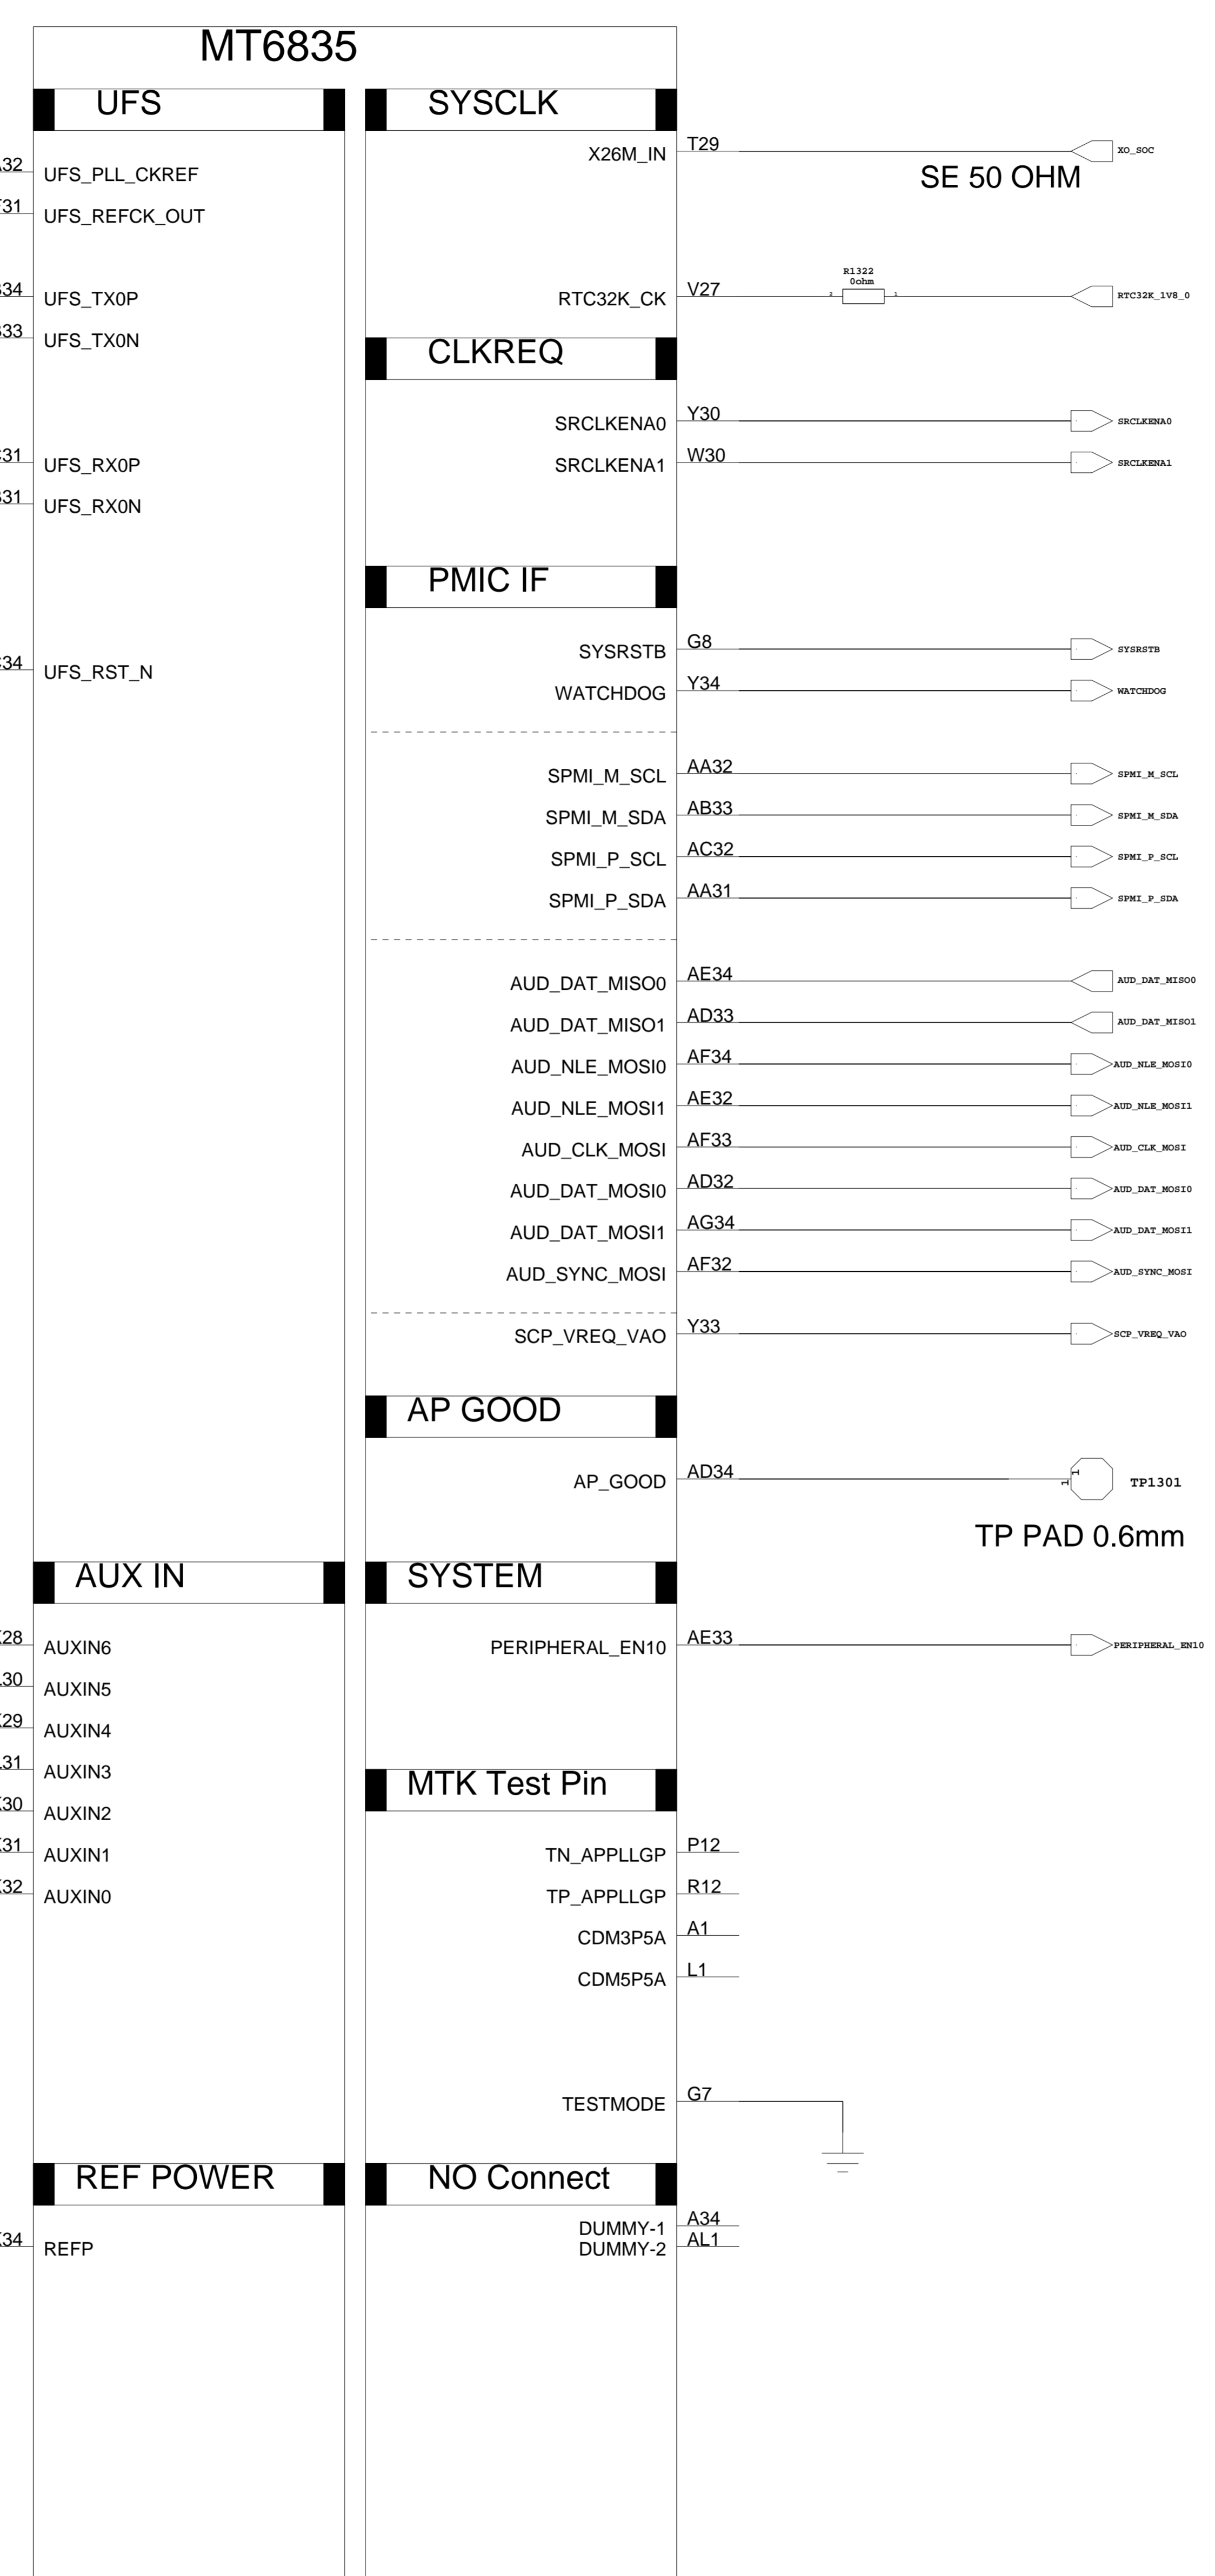 MT6835
UFS
UFS_PLL_CKREF
UFS_REFCK_OUT
UFS_TX0P
UFS_TX0N
UFS_RX0P
UFS_RX0N
UFS_RST_N
AUX IN
AUXIN6
AUXIN5
AUXIN4
AUXIN3
AUXIN2
AUXIN1
AUXIN0
REF POWER
REFP
SYSCLK
X26M_IN T29 XO_SOC
SE 50 OHM
R1322
0ohm
RTC32K_CK V27 2 1 RTC32K_1V8_0
CLKREQ
SRCLKENA0 Y30 SRCLKENA0
SRCLKENA1 W30 SRCLKENA1
PMIC IF
SYSRSTB G8 SYSRSTB
WATCHDOG Y34 WATCHDOG
SPMI_M_SCL AA32 SPMI_M_SCL
SPMI_M_SDA AB33 SPMI_M_SDA
SPMI_P_SCL AC32 SPMI_P_SCL
SPMI_P_SDA AA31 SPMI_P_SDA
AUD_DAT_MISO0 AE34 AUD_DAT_MISO0
AUD_DAT_MISO1 AD33 AUD_DAT_MISO1
AUD_NLE_MOSI0 AF34 AUD_NLE_MOSI0
AUD_NLE_MOSI1 AE32 AUD_NLE_MOSI1
AUD_CLK_MOSI AF33 AUD_CLK_MOSI
AUD_DAT_MOSI0 AD32 AUD_DAT_MOSI0
AUD_DAT_MOSI1 AG34 AUD_DAT_MOSI1
AUD_SYNC_MOSI AF32 AUD_SYNC_MOSI
SCP_VREQ_VAO Y33 SCP_VREQ_VAO
AP GOOD
AP_GOOD AD34 1 1 TP1301
TP PAD 0.6mm
SYSTEM
PERIPHERAL_EN10 AE33 PERIPHERAL_EN10
MTK Test Pin
TN_APPLLGP P12
TP_APPLLGP R12
CDM3P5A A1
CDM5P5A L1
TESTMODE G7
NO Connect
DUMMY-1 A34
DUMMY-2 AL1